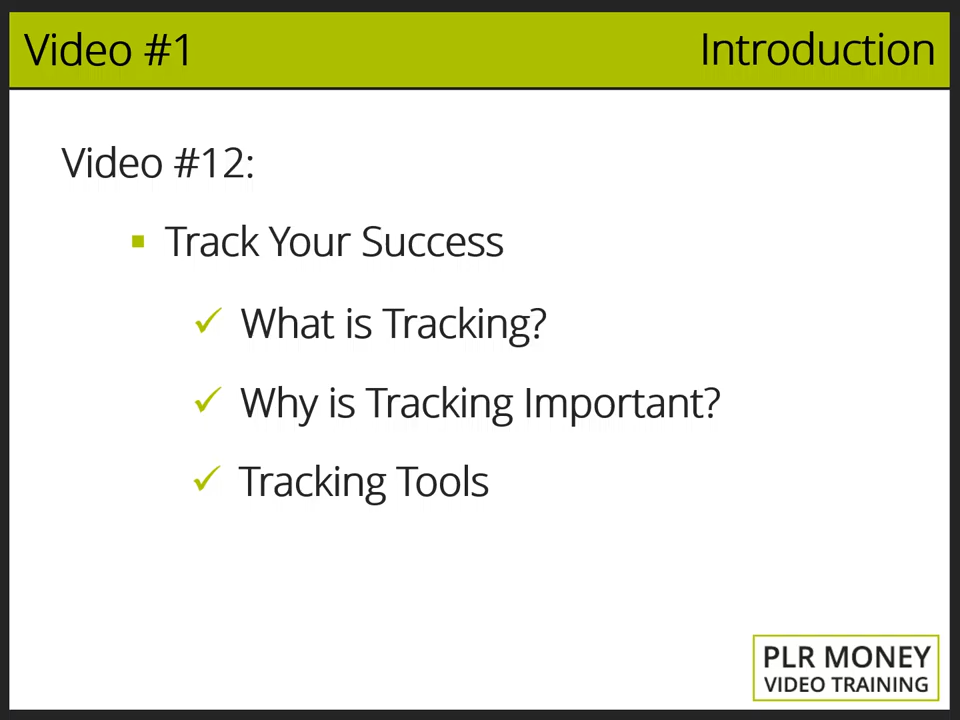 Video #1
Introduction
Video #12:
Track Your Success
What is Tracking?
Why is Tracking Important?
Tracking Tools
PLR MONEY
VIDEO TRAINING